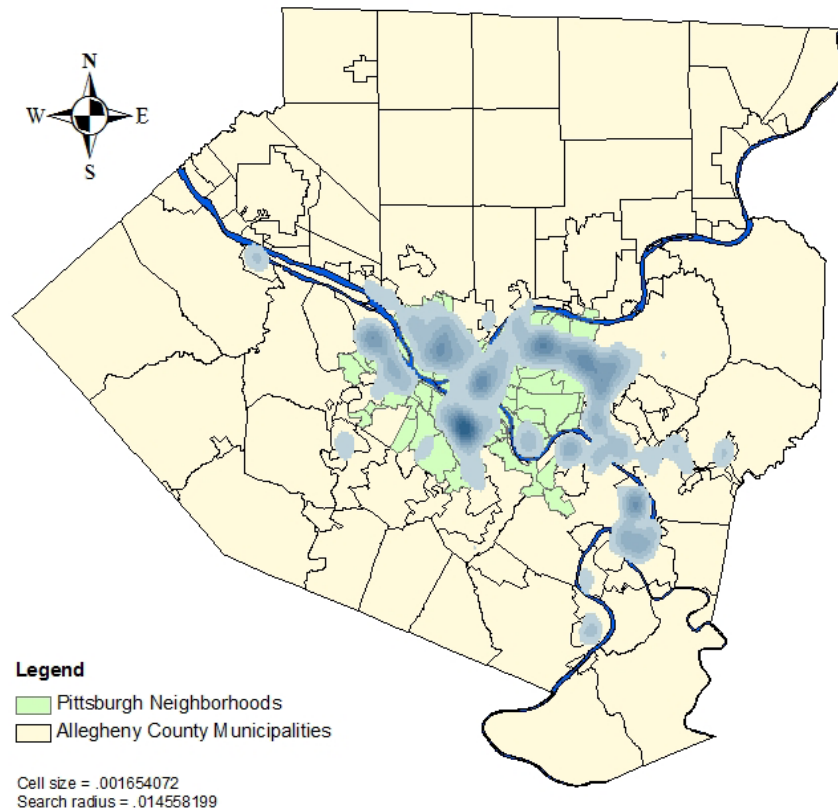 N
W E
S
Legend
Pittsburgh Neighborhoods
Allegheny County Municipalities
Cell size = .001654072
Search radius = .014558199